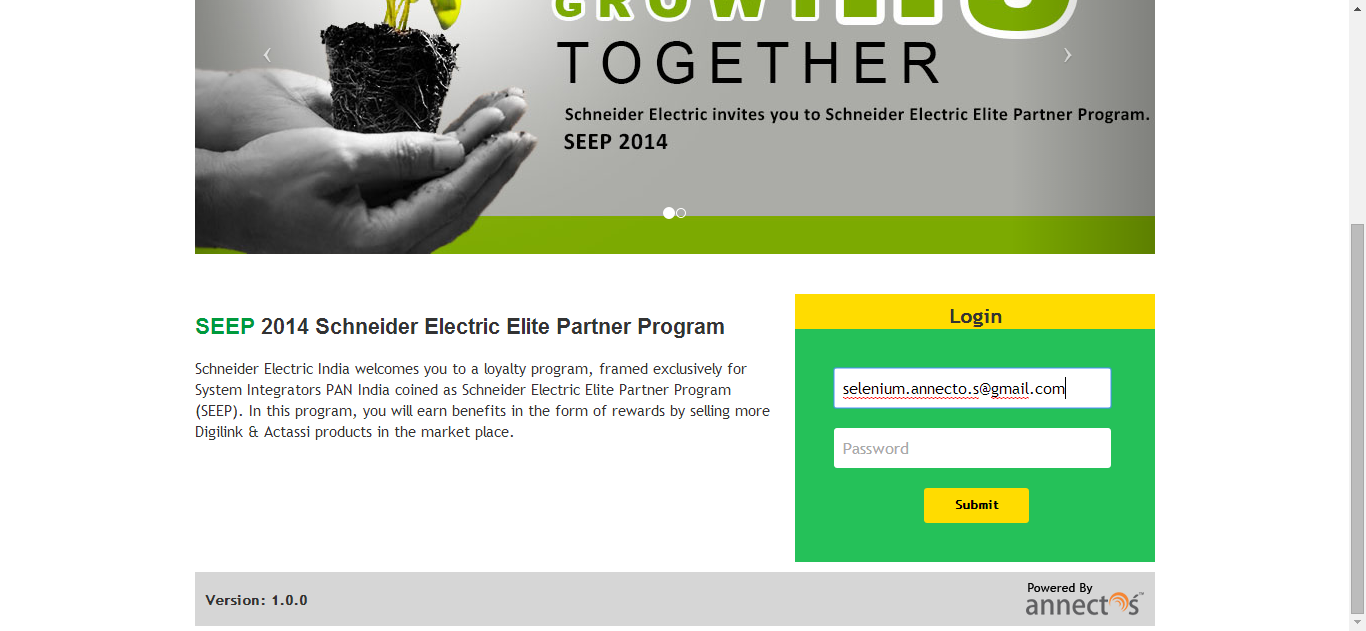 GROWING
TOGETHER
Schneider Electric invites you to Schneider Electric Elite Partner Program.
SEEP 2014
SEEP 2014 Schneider Electric Elite Partner Program
Schneider Electric India welcomes you to a loyalty program, framed exclusively for
System Integrators PAN India coined as Schneider Electric Elite Partner Program
(SEEP). In this program, you will earn benefits in the form of rewards by selling more
Digilink & Actassi products in the market place.
Login
selenium.annecto.s@gmail.com
Password
Submit
Version: 1.0.0
Powered By
annectoś™